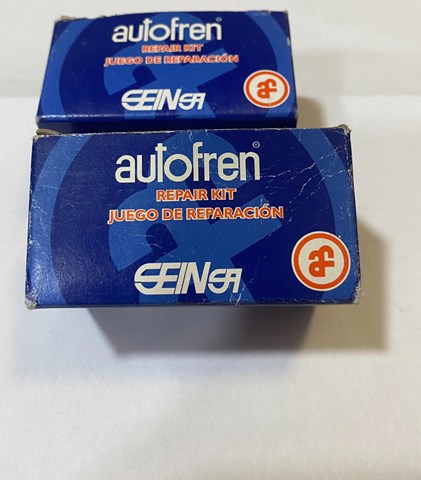 autofren
REPAIR KIT
JUEGO DE REPARACIÓN
SEINSA
af
autofren®
REPAIR KIT
JUEGO DE REPARACIÓN
SEINSA
af